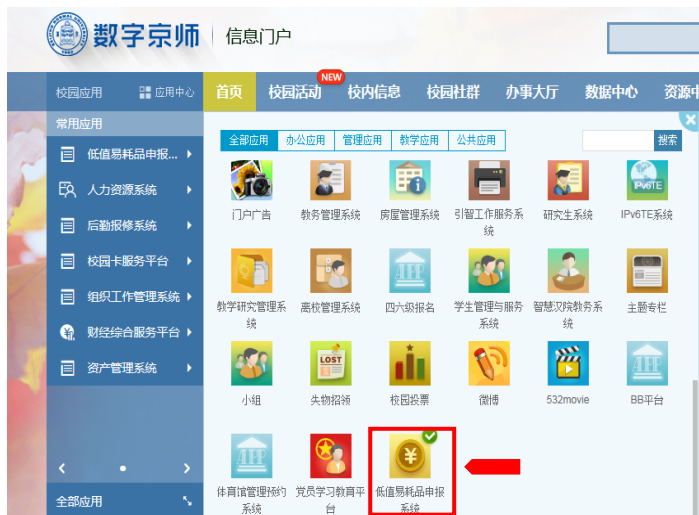 数字京师 信息门户
校园应用 应用中心 首页 校园活动 NEW 校内信息 校园社群 办事大厅 数据中心 资源中
常用应用
低值易耗品申报...
人力资源系统
后勤报修系统
校园卡服务平台
组织工作管理系统
财经综合服务平台
资产管理系统
全部应用
全部应用 办公应用 管理应用 教学应用 公共应用 搜索
IPv6TE
门户广告 教务管理系统 房屋管理系统 引智工作服务系 研究生系统 IPv6TE系统
统
APP
教学研究管理系 离校管理系统 四六级报名 学生管理与服务 智慧汉院教务系 主题专栏
统 系统 统
LOST APP
小组 失物招领 校园投票 微博 532movie BB平台
APP ¥
体育馆管理预约 党员学习教育平 低值易耗品申报
系统 台 系统